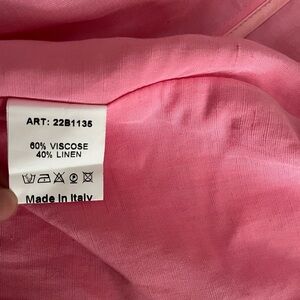 ART: 22B1135
60% VISCOSE
40% LINEN
Made in Italy